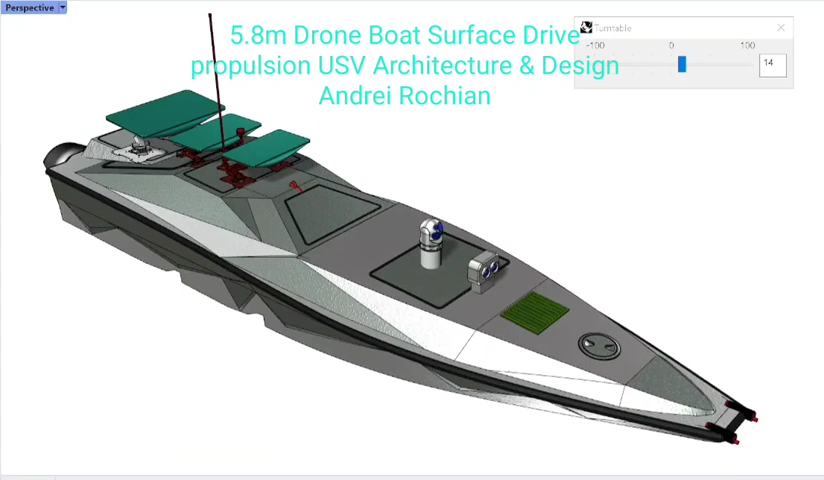 Perspective
5.8m Drone Boat Surface Drive
propulsion USV Architecture & Design
Andrei Rochian
Turntable
-100 0 100
14